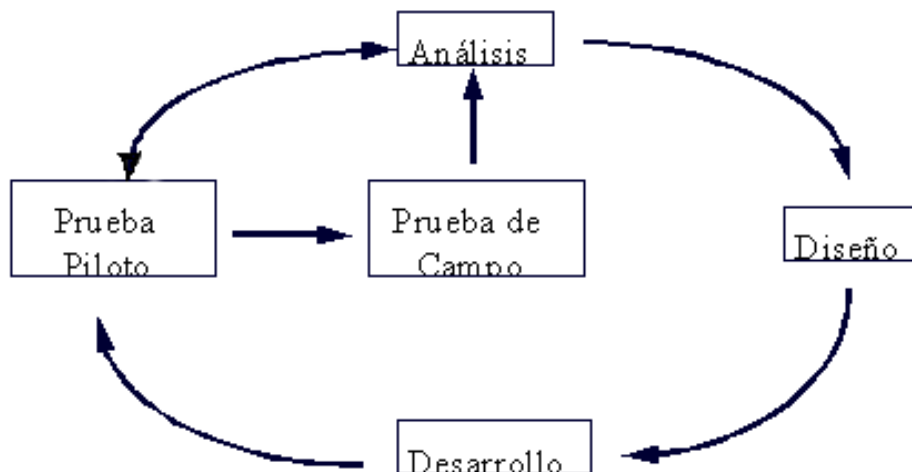 Análisis
Prueba
Piloto
Prueba de
Campo
Diseño
Desarrollo